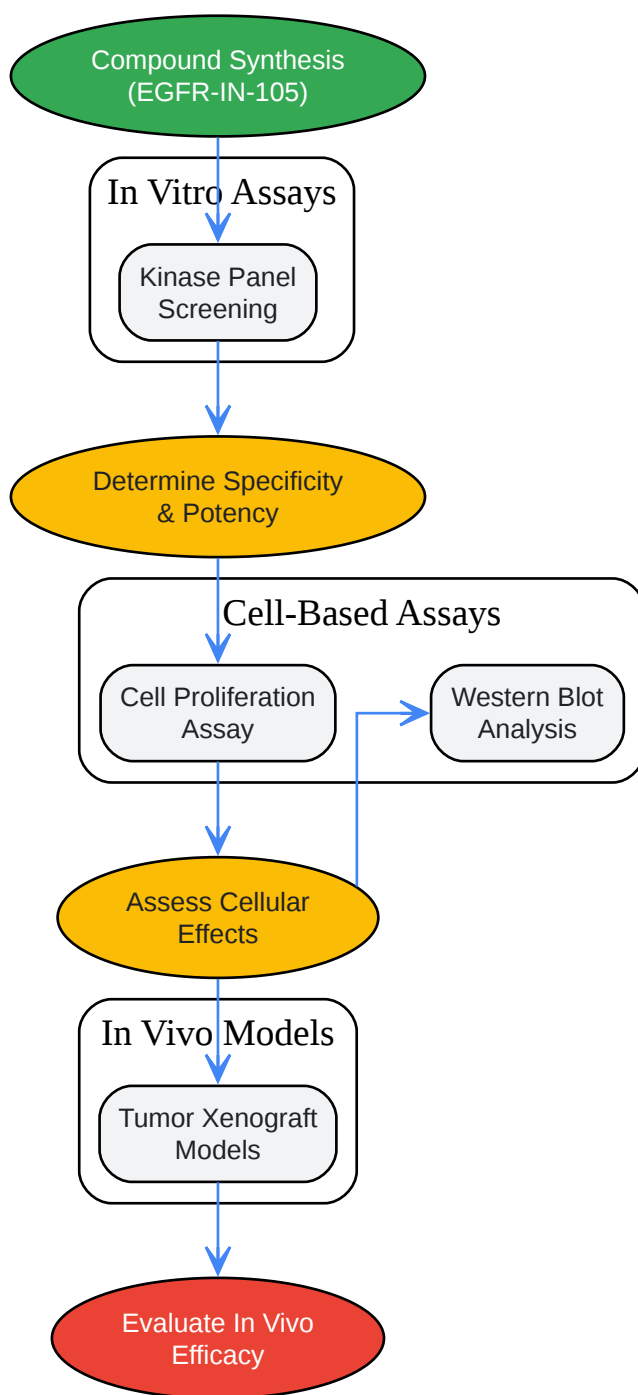 Compound Synthesis
(EGFR-IN-105)
In Vitro Assays
Kinase Panel
Screening
Determine Specificity
& Potency
Cell-Based Assays
Cell Proliferation
Assay
Western Blot
Analysis
Assess Cellular
Effects
In Vivo Models
Tumor Xenograft
Models
Evaluate In Vivo
Efficacy